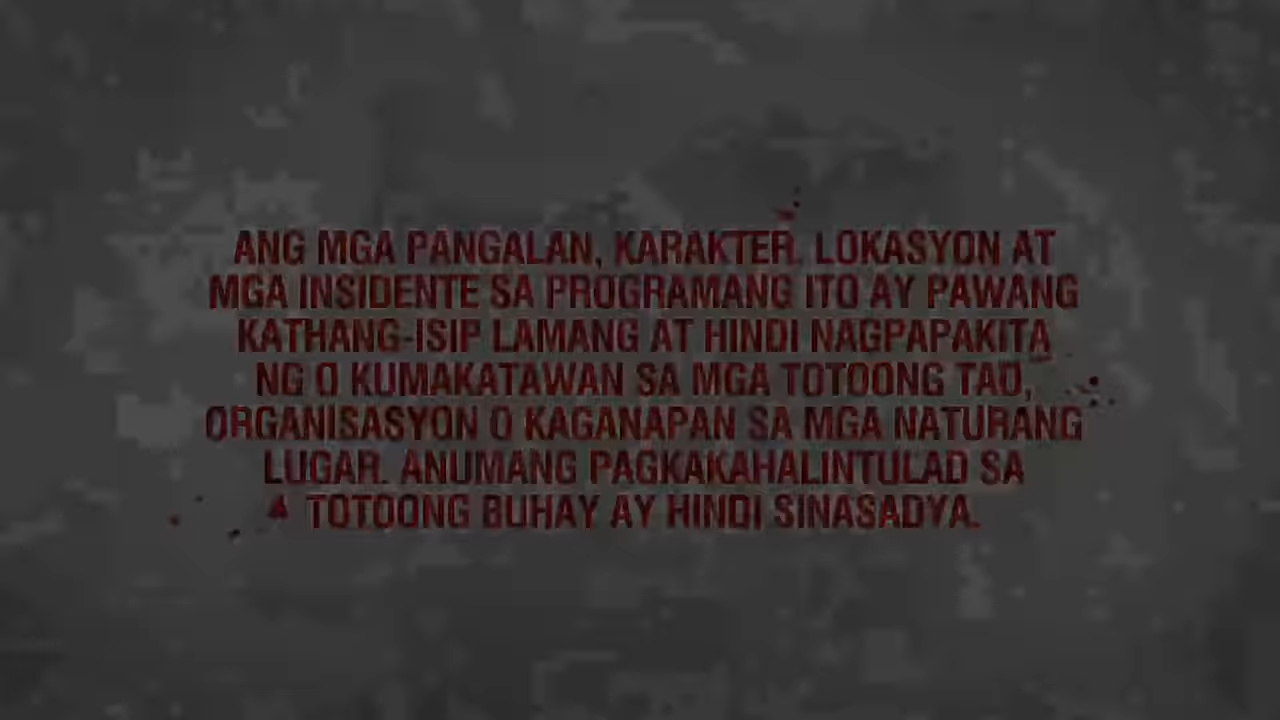 ANG MGA PANGALAN, KARAKTER, LOKASYON AT
MGA INSIDENTE SA PROGRAMANG ITO AY PAWANG
KATHANG-ISIP LAMANG AT HINDI NAGPAPAKITA
NG O KUMAKATAWAN SA MGA TOTOONG TAO,
ORGANISASYON O KAGANAPAN SA MGA NATURANG
LUGAR. ANUMANG PAGKAKAHALINTULAD SA
TOTOONG BUHAY AY HINDI SINASADYA.